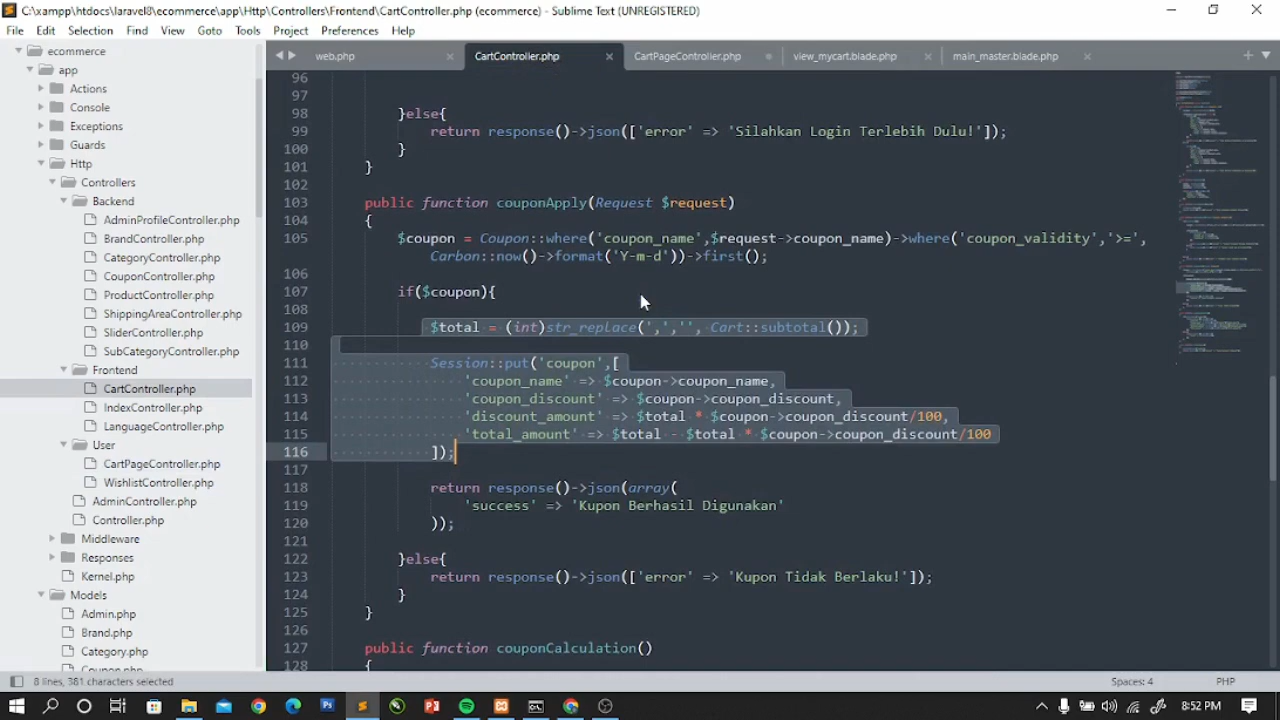 C:\xampp\htdocs\laravel8\ecommerce\app\Http\Controllers\Frontend\CartController.php (ecommerce) - Sublime Text (UNREGISTERED)
File Edit Selection Find View Goto Tools Project Preferences Help
web.php CartController.php CartPageController.php view_mycart.blade.php main_master.blade.php
ecommerce
app
Actions
Console
Exceptions
Guards
Http
Controllers
Backend
AdminProfileController.php
BrandController.php
CategoryController.php
CouponController.php
ProductController.php
ShippingAreaController.php
SliderController.php
SubCategoryController.php
Frontend
CartController.php
IndexController.php
LanguageController.php
User
CartPageController.php
WishlistController.php
AdminController.php
Controller.php
Middleware
Responses
Kernel.php
Models
Admin.php
Brand.php
Category.php
Coupon.php
96
97
98 }else{
99 return response()->json(['error' => 'Silahkan Login Terlebih Dulu!']);
100 }
101 }
102
103 public function couponApply(Request $request)
104 {
105 $coupon = Coupon::where('coupon_name',$request->coupon_name)->where('coupon_validity','>=',
Carbon::now()->format('Y-m-d'))->first();
106
107 if($coupon){
108
109 $total = (int)str_replace(',','', Cart::subtotal());
110
111 Session::put('coupon',[
112 'coupon_name' => $coupon->coupon_name,
113 'coupon_discount' => $coupon->coupon_discount,
114 'discount_amount' => $total * $coupon->coupon_discount/100,
115 'total_amount' => $total - $total * $coupon->coupon_discount/100
116 ]);
117
118 return response()->json(array(
119 'success' => 'Kupon Berhasil Digunakan'
120 ));
121
122 }else{
123 return response()->json(['error' => 'Kupon Tidak Berlaku!']);
124 }
125 }
126
127 public function couponCalculation()
128 {
8 lines, 381 characters selected Spaces: 4 PHP
8:52 PM